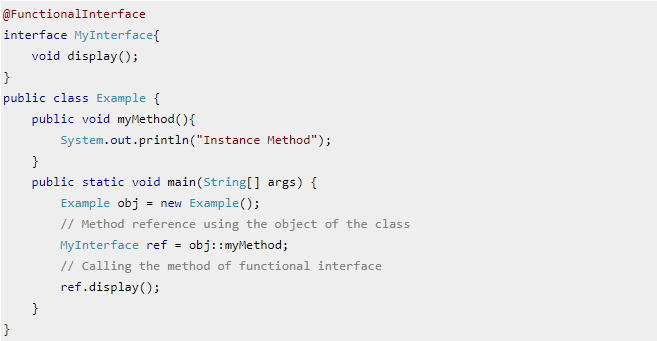 @FunctionalInterface
interface MyInterface{
    void display();
}
public class Example {
    public void myMethod(){
        System.out.println("Instance Method");
    }
    public static void main(String[] args) {
        Example obj = new Example();
        // Method reference using the object of the class
        MyInterface ref = obj::myMethod;
        // Calling the method of functional interface
        ref.display();
    }
}